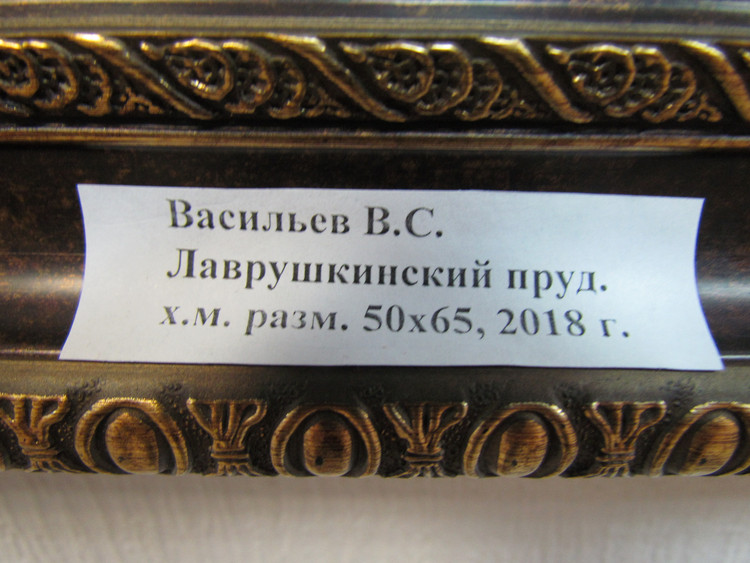 Васильев В.С.
Лаврушкинский пруд.
х.м. разм. 50х65, 2018 г.